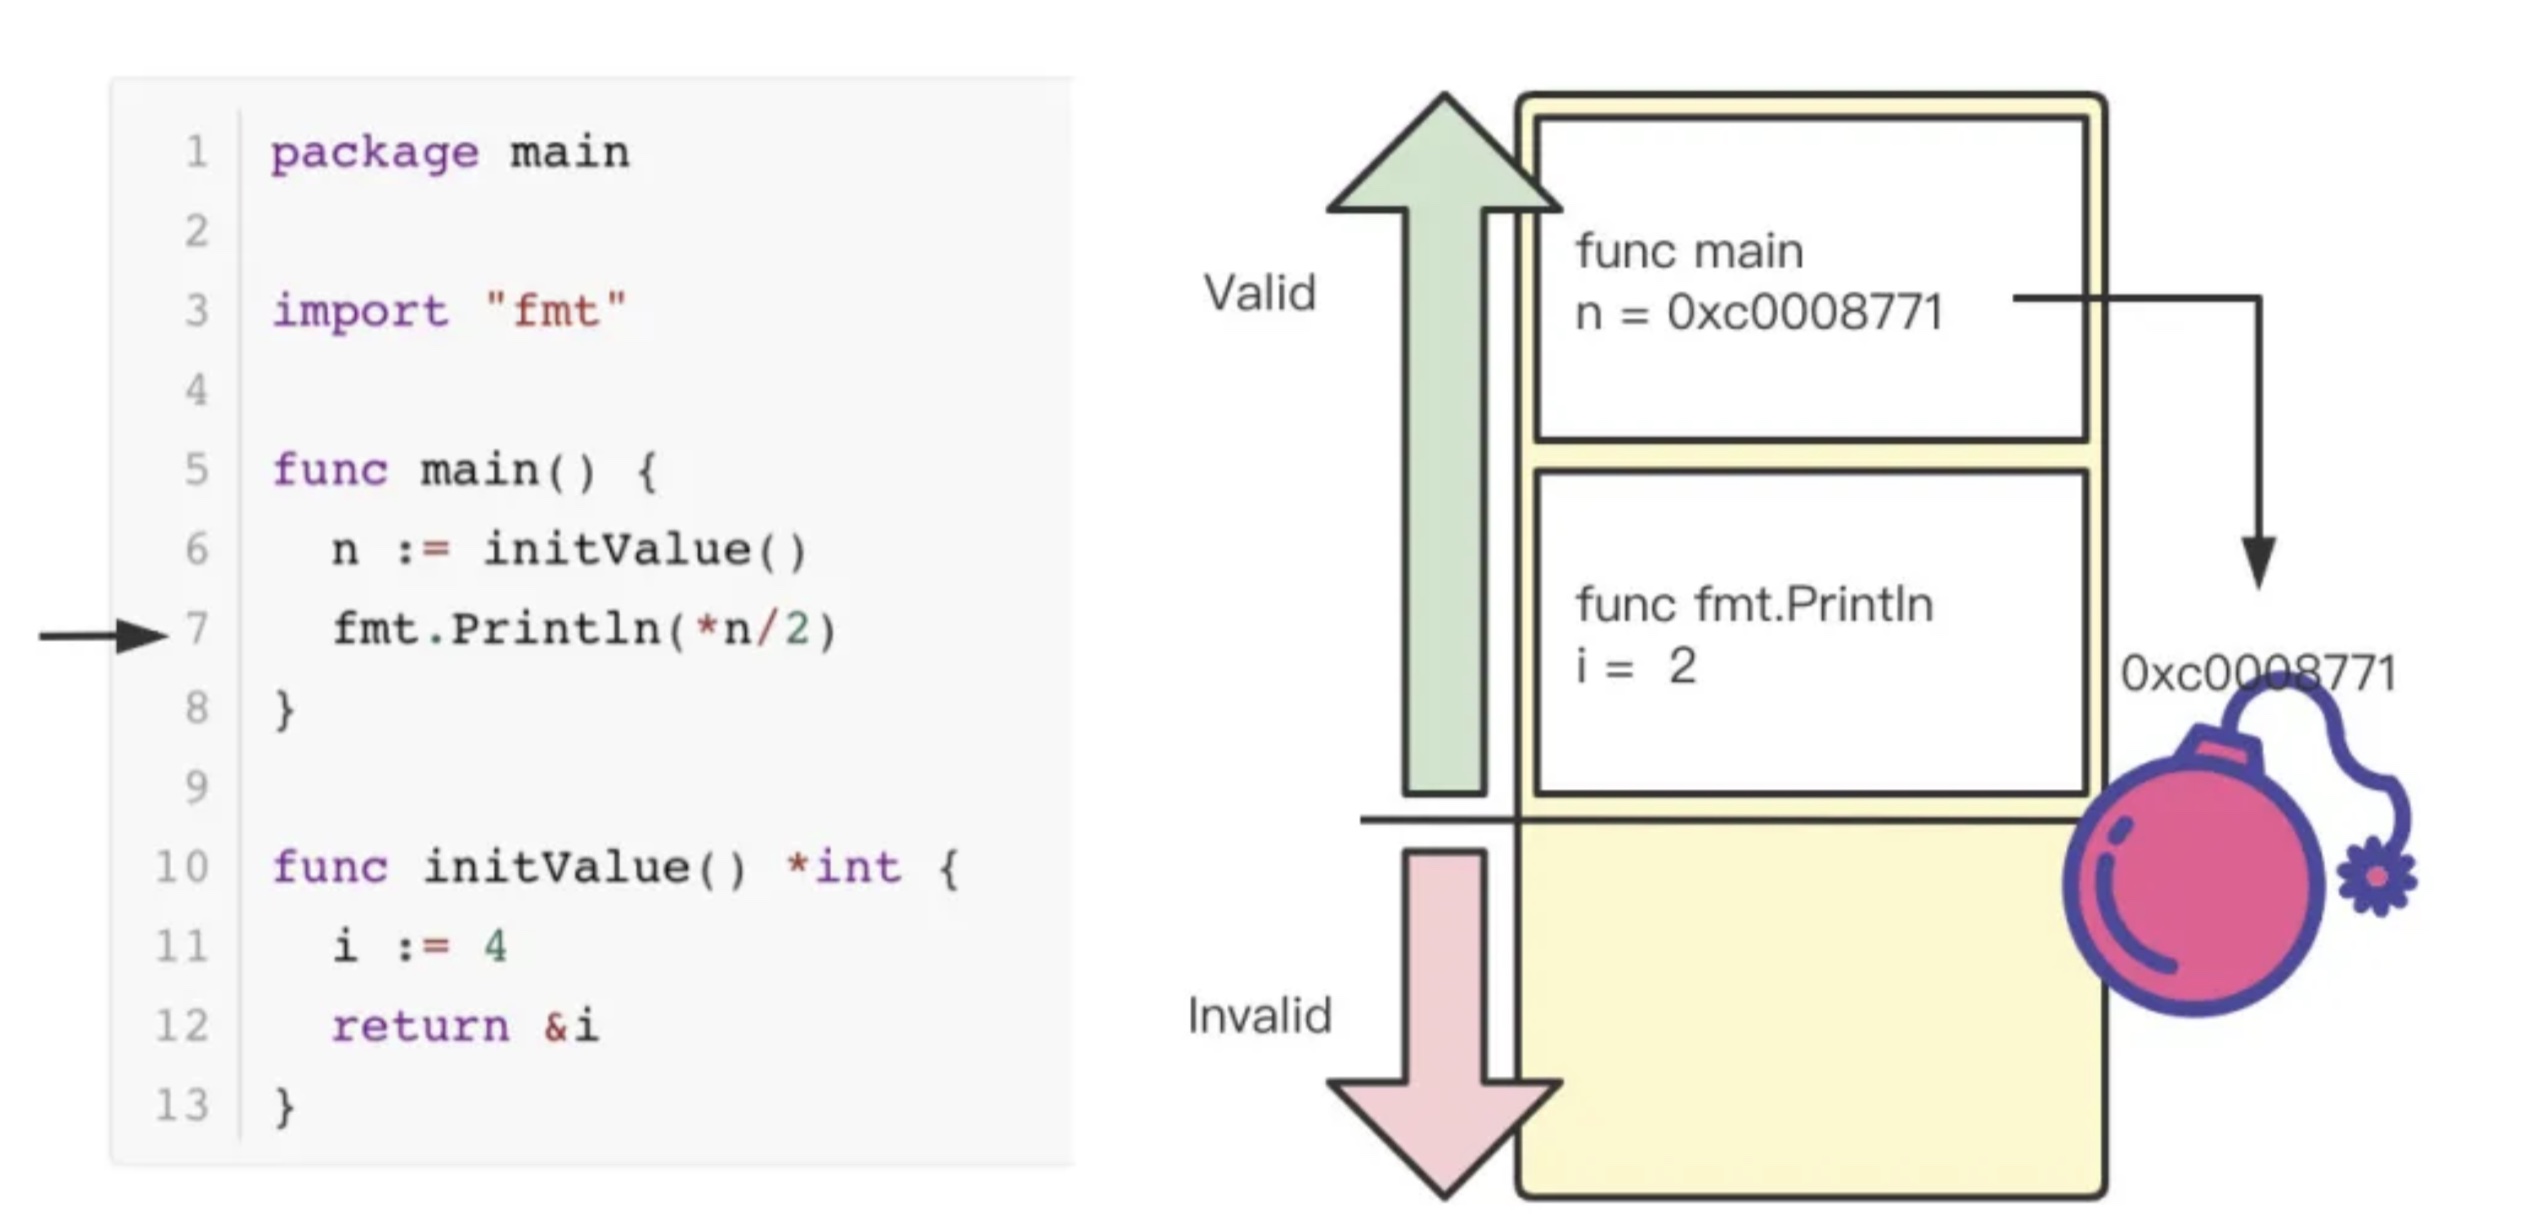 1 package main
2
3 import "fmt"
4
5 func main() {
6 n := initValue()
7 fmt.Println(*n/2)
8 }
9
10 func initValue() *int {
11 i := 4
12 return &i
13 }
Valid
func main
n = 0xc0008771
func fmt.Println
i = 2
0xc0008771
Invalid